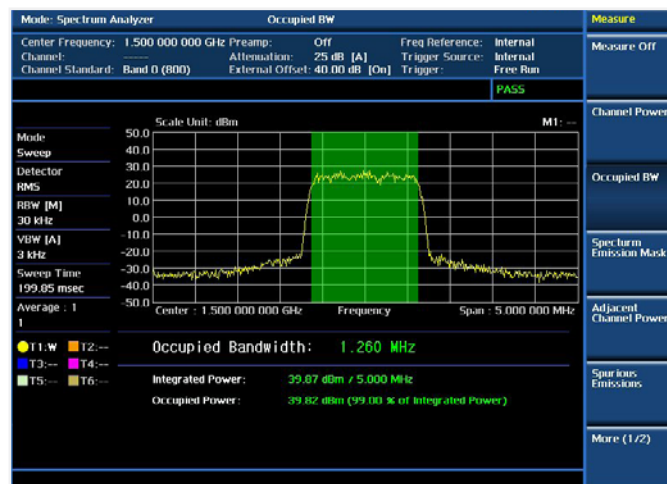 Mode: Spectrum Analyzer Occupied BW
Measure
Center Frequency: 1.500 000 000 GHz Preamp: Off Freq Reference: Internal
Channel: ----- Attenuation: 25 dB [A] Trigger Source: Internal
Channel Standard: Band 0 (800) External Offset: 40.00 dB [On] Trigger: Free Run
PASS
Measure Off
Channel Power
Occupied BW
Specturm
Emission Mask
Adjacent
Channel Power
Spurious
Emissions
More (1/2)
Scale Unit: dBm M1: --
Mode
Sweep
Detector
RMS
RBW [M]
30 kHz
VBW [A]
3 kHz
Sweep Time
199.85 msec
Average : 1
1
T1:W T2:--
T3:-- T4:--
T5:-- T6:--
50.0
40.0
30.0
20.0
10.0
0.0
-10.0
-20.0
-30.0
-40.0
-50.0
Center : 1.500 000 000 GHz Frequency Span : 5.000 000 MHz
Occupied Bandwidth: 1.260 MHz
Integrated Power: 39.87 dBm / 5.000 MHz
Occupied Power: 39.82 dBm (99.00 % of Integrated Power)